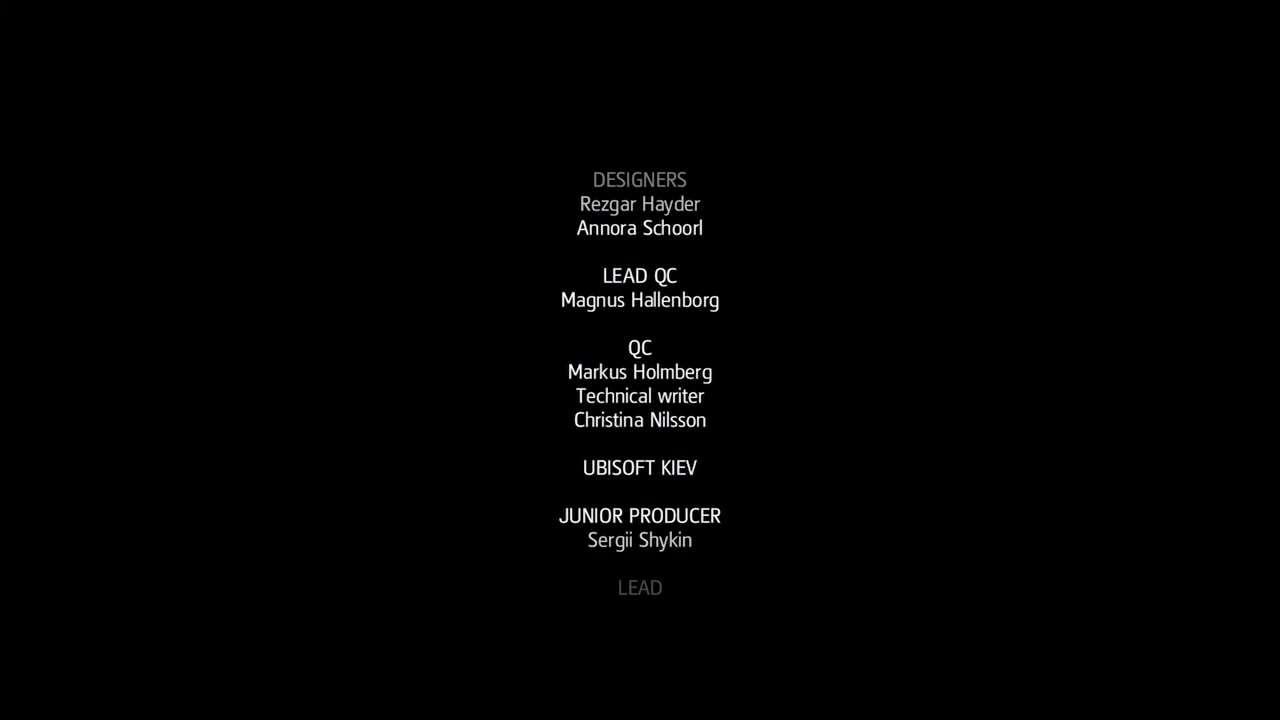 DESIGNERS
Rezgar Hayder
Annora Schoorl
LEAD QC
Magnus Hallenborg
QC
Markus Holmberg
Technical writer
Christina Nilsson
UBISOFT KIEV
JUNIOR PRODUCER
Sergii Shykin
LEAD